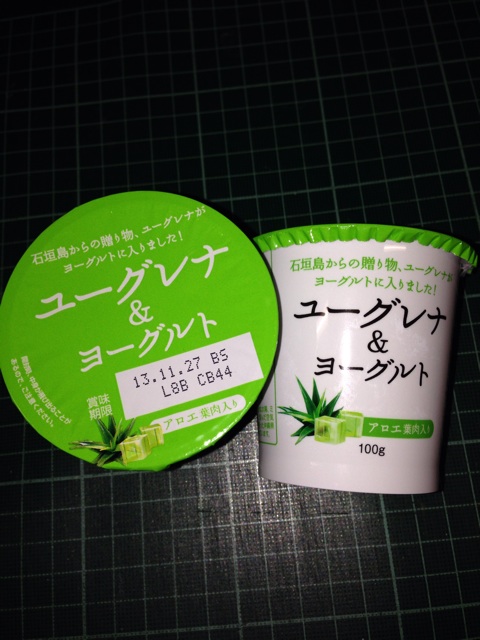 石垣島からの贈り物、ユーグレナが
ヨーグルトに入りました!
ユーグレナ
&
ヨーグルト
13.11.27 B5
L8B CB44
賞味
期限
アロエ葉肉入り
石垣島からの贈り物、ユーグレナが
ヨーグルトに入りました!
ユーグレナ
&
ヨーグルト
アロエ葉肉入り
100g